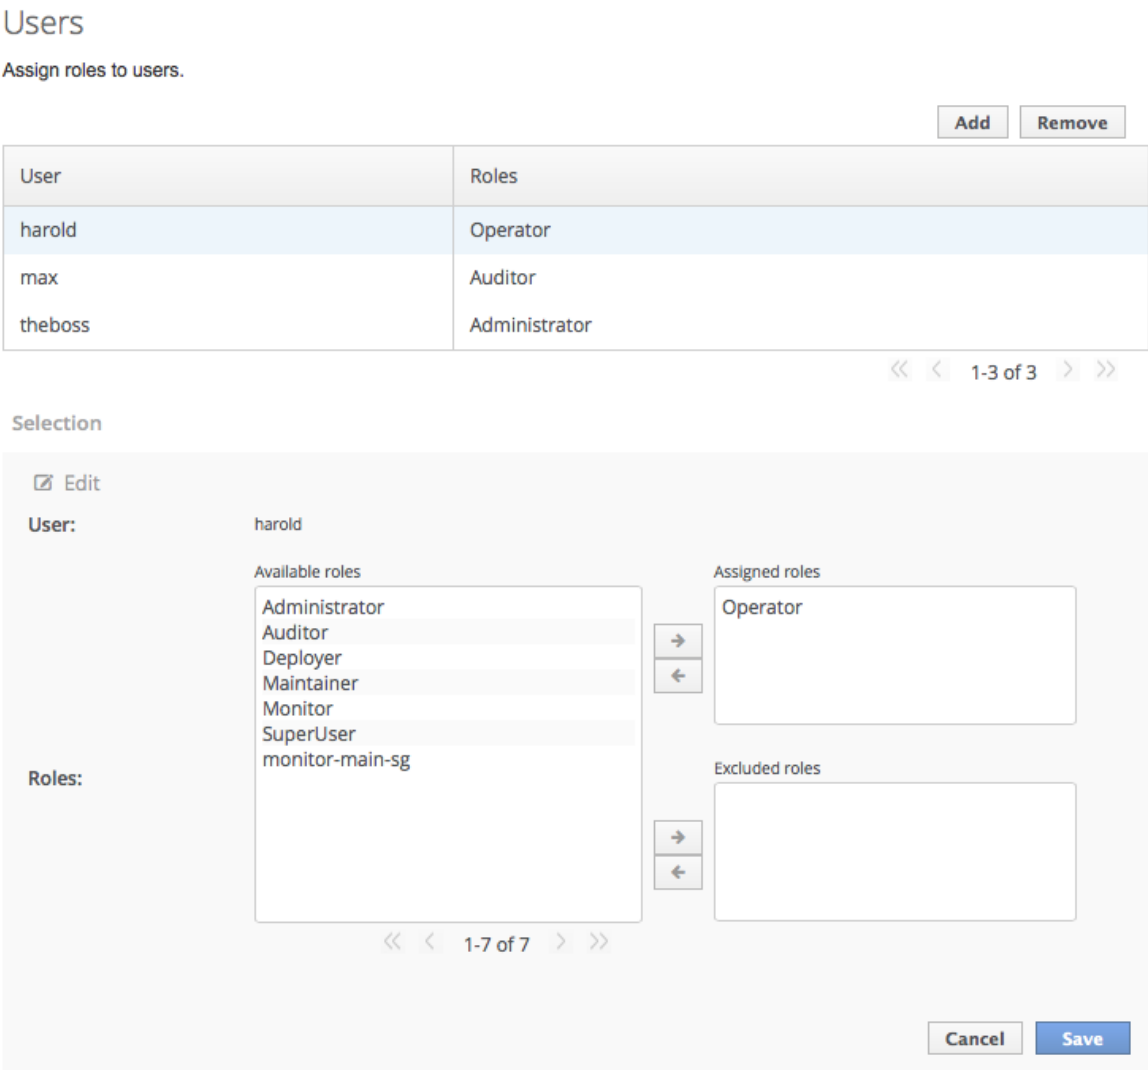 Users
Assign roles to users.
Add Remove
User Roles
harold Operator
max Auditor
theboss Administrator
1-3 of 3
Selection
Edit
User: harold
Available roles Assigned roles
Administrator Operator
Auditor
Deployer
Maintainer
Monitor
SuperUser
monitor-main-sg
Excluded roles
Roles:
1-7 of 7
Cancel Save